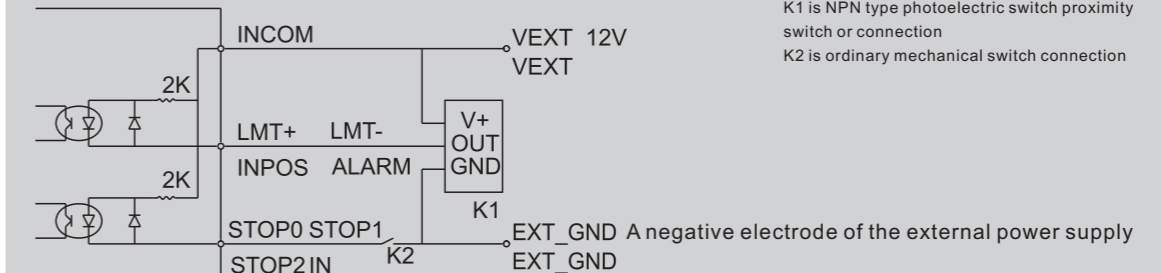 K1 is NPN type photoelectric switch proximity
switch or connection
K2 is ordinary mechanical switch connection
INCOM
VEXT 12V
VEXT
2K
V+
LMT+ LMT-
OUT
INPOS ALARM
GND
2K
K1
STOP0 STOP1
K2
EXT_GND A negative electrode of the external power supply
STOP2 IN
EXT_GND